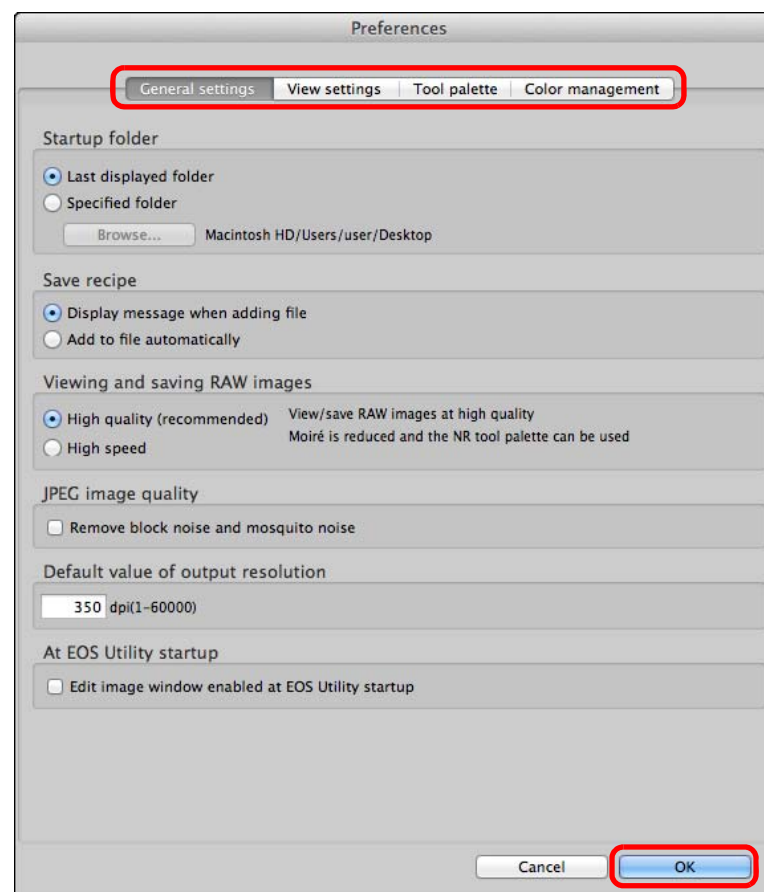 Preferences
General settings View settings Tool palette Color management
Startup folder
Last displayed folder
Specified folder
Browse... Macintosh HD/Users/user/Desktop
Save recipe
Display message when adding file
Add to file automatically
Viewing and saving RAW images
High quality (recommended) View/save RAW images at high quality
High speed Moiré is reduced and the NR tool palette can be used
JPEG image quality
Remove block noise and mosquito noise
Default value of output resolution
350 dpi(1-60000)
At EOS Utility startup
Edit image window enabled at EOS Utility startup
Cancel OK